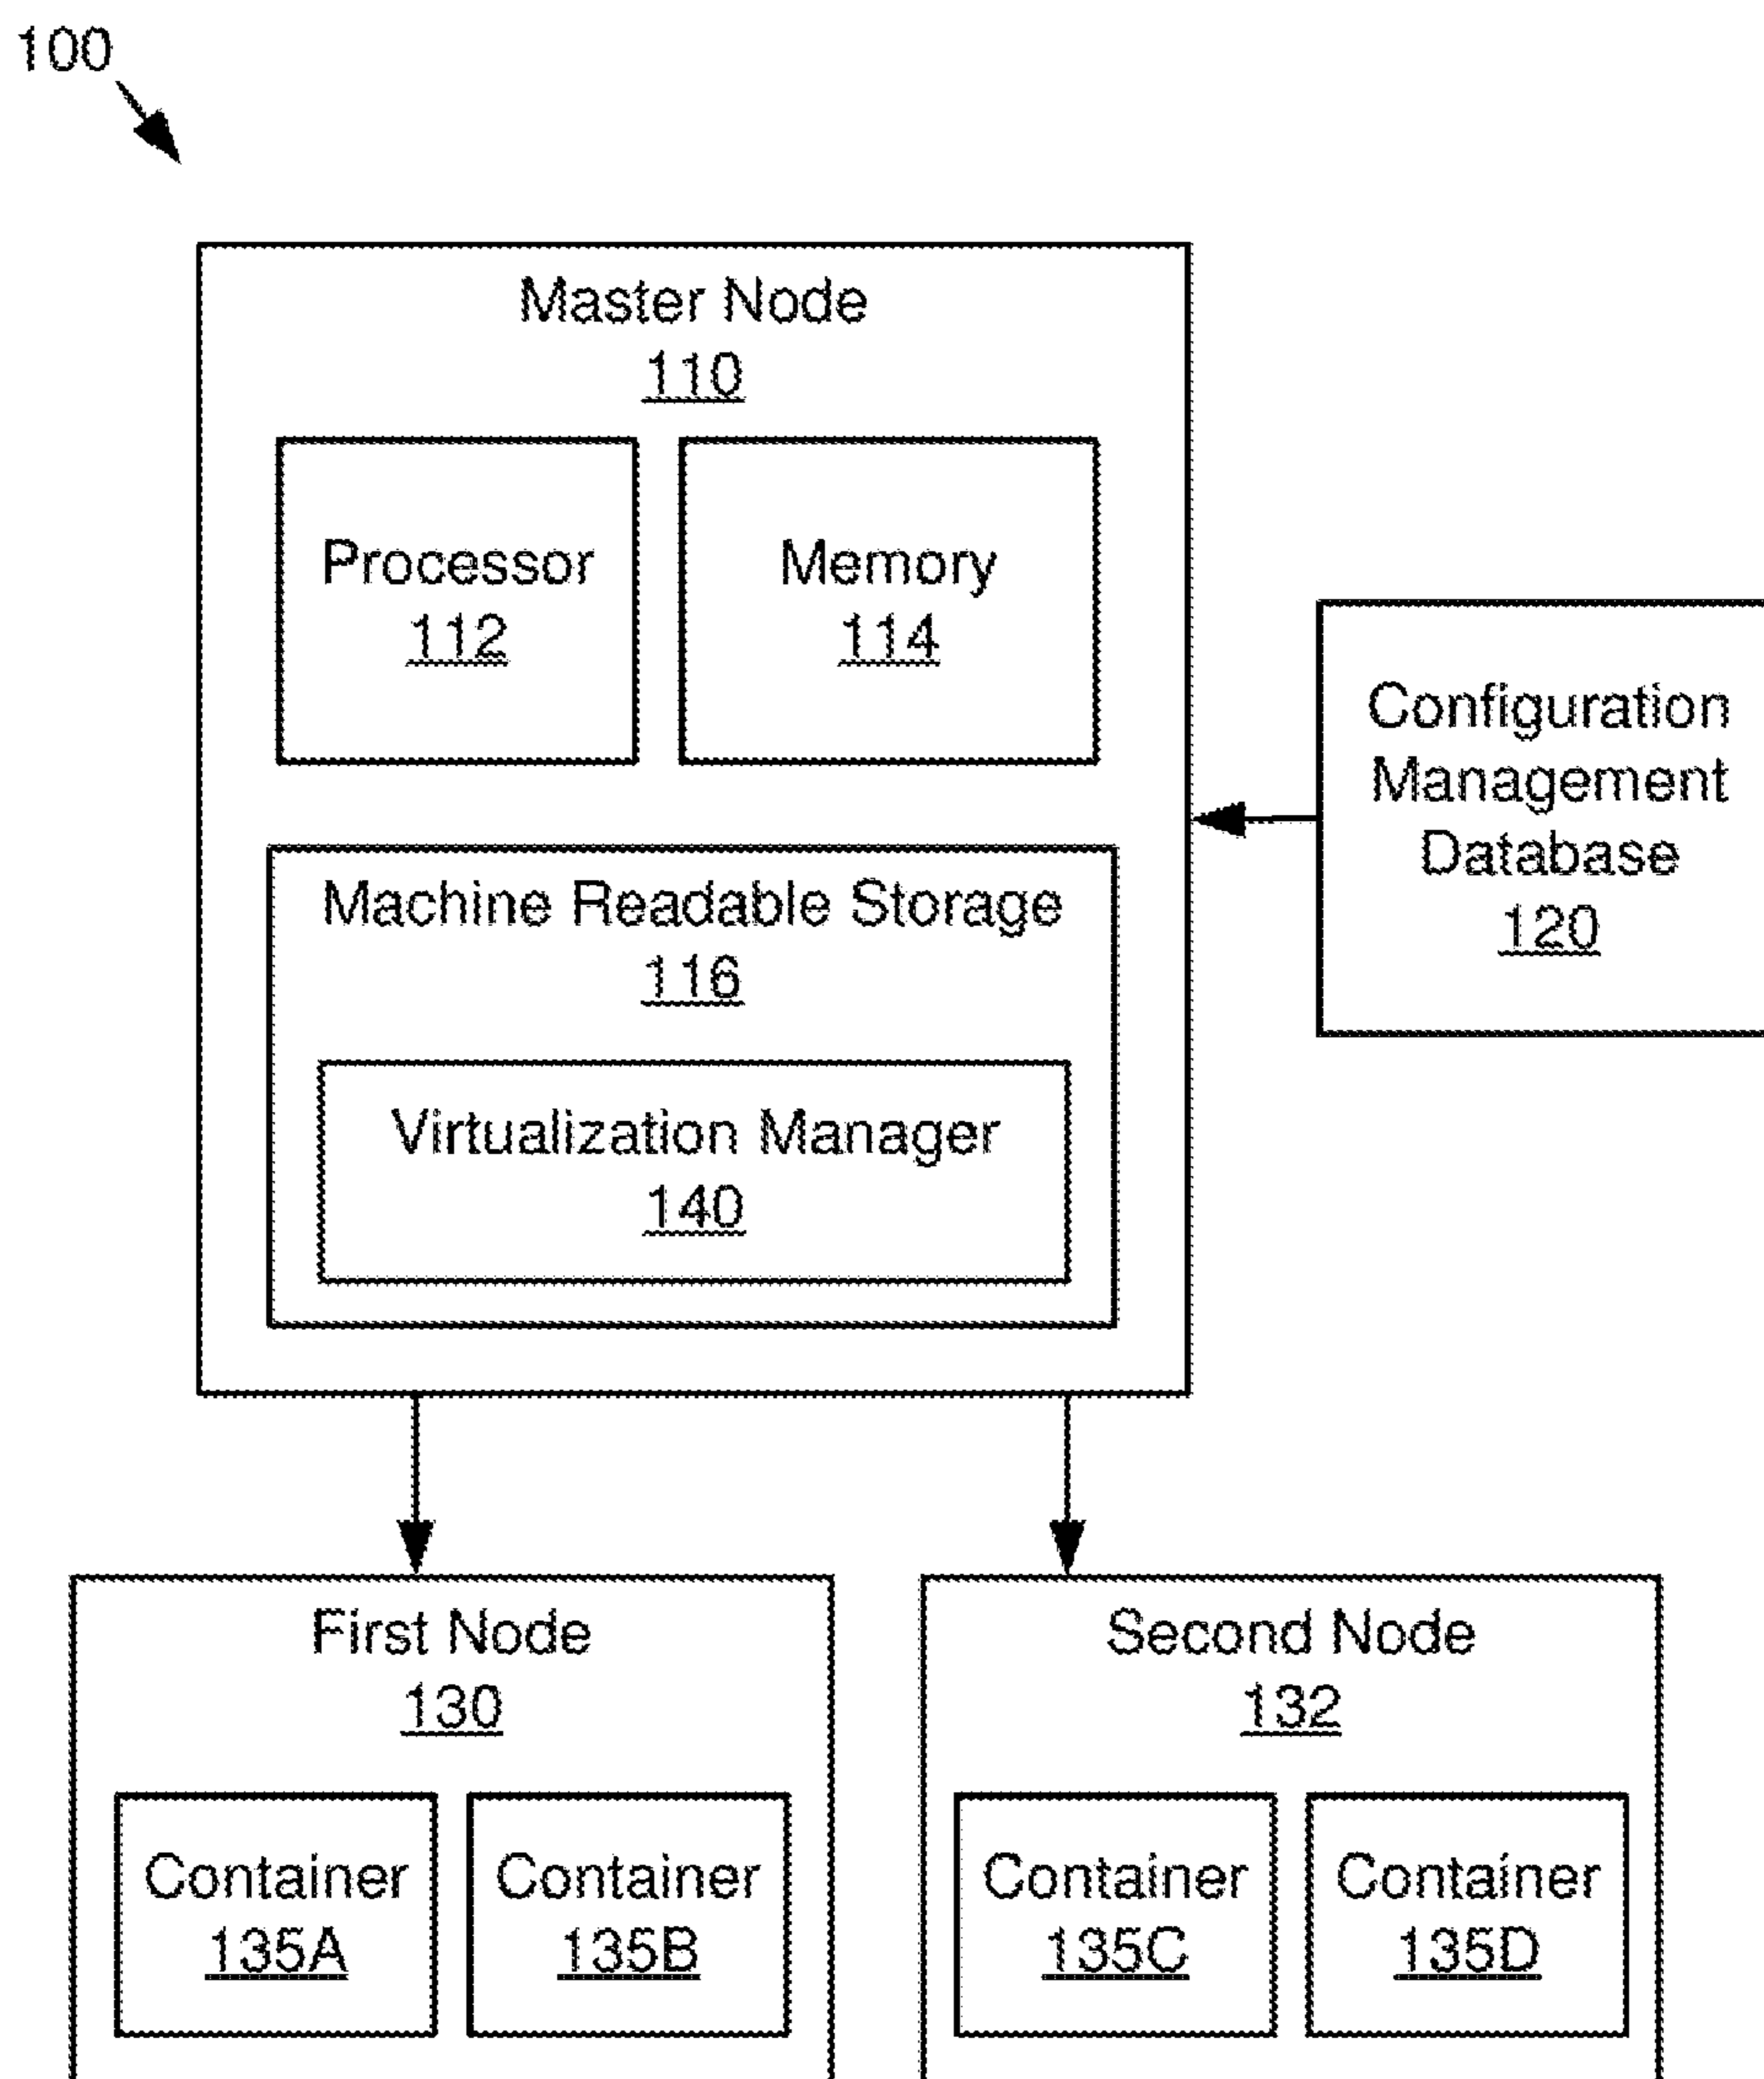 100
Master Node
110
Processor
112
Memory
114
Configuration
Management
Database
120
Machine Readable Storage
116
Virtualization Manager
140
First Node
130
Second Node
132
Container
135A
Container
135B
Container
135C
Container
135D